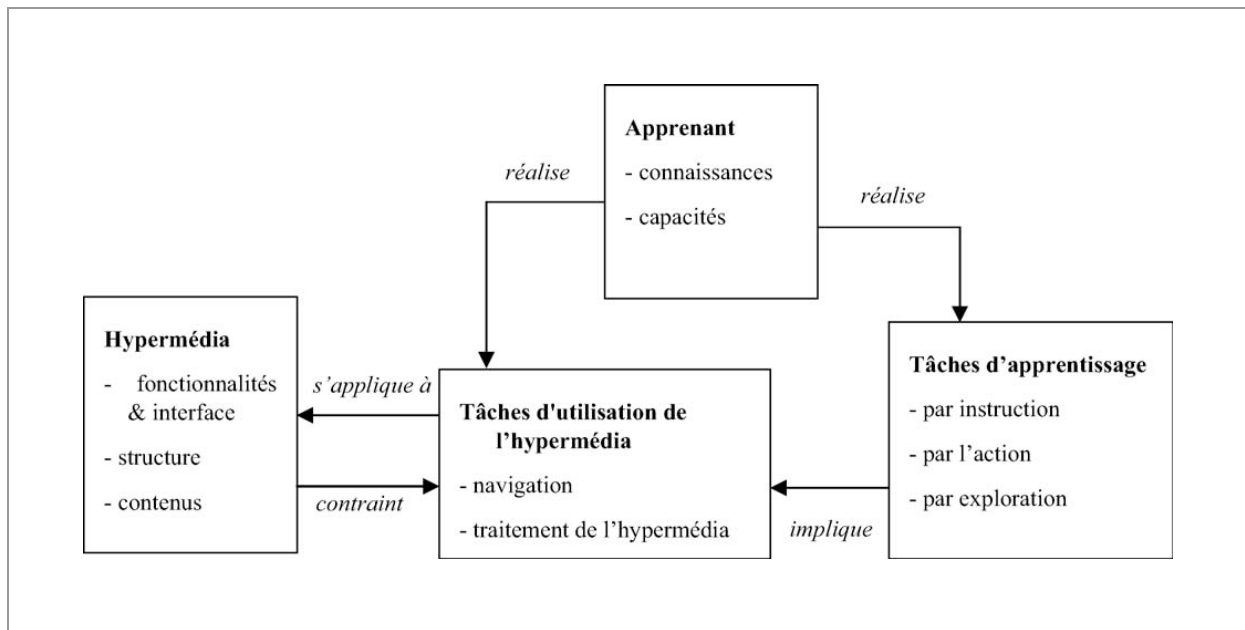 Apprenant
- connaissances
- capacités
réalise
réalise
Hypermédia
- fonctionnalités
& interface
- structure
- contenus
s'applique à
contraint
Tâches d'utilisation de
l'hypermédia
- navigation
- traitement de l'hypermédia
Tâches d'apprentissage
- par instruction
- par l'action
- par exploration
implique